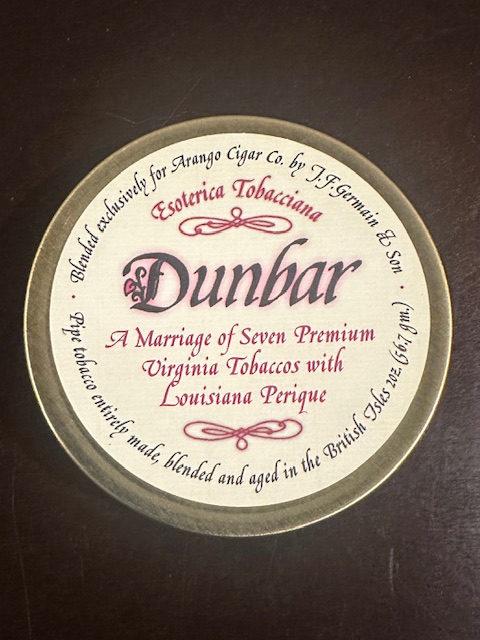 Blended exclusively for Arango Cigar Co. by J.F.Germain & Son
Esoterica Tobacciana
Dunbar
A Marriage of Seven Premium
Virginia Tobaccos with
Louisiana Perique
Pipe tobacco entirely made, blended and aged in the British Isles 2oz.(56.7 gm.)